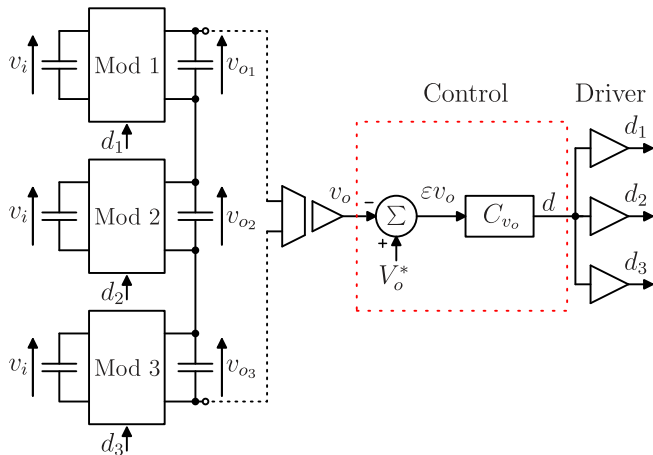 v_i Mod 1 v_{o_1}
d_1
v_i Mod 2 v_{o_2}
d_2
v_i Mod 3 v_{o_3}
d_3
Control
v_o - Σ εv_o C_{v_o} d
+
V_o^*
Driver
d_1
d_2
d_3